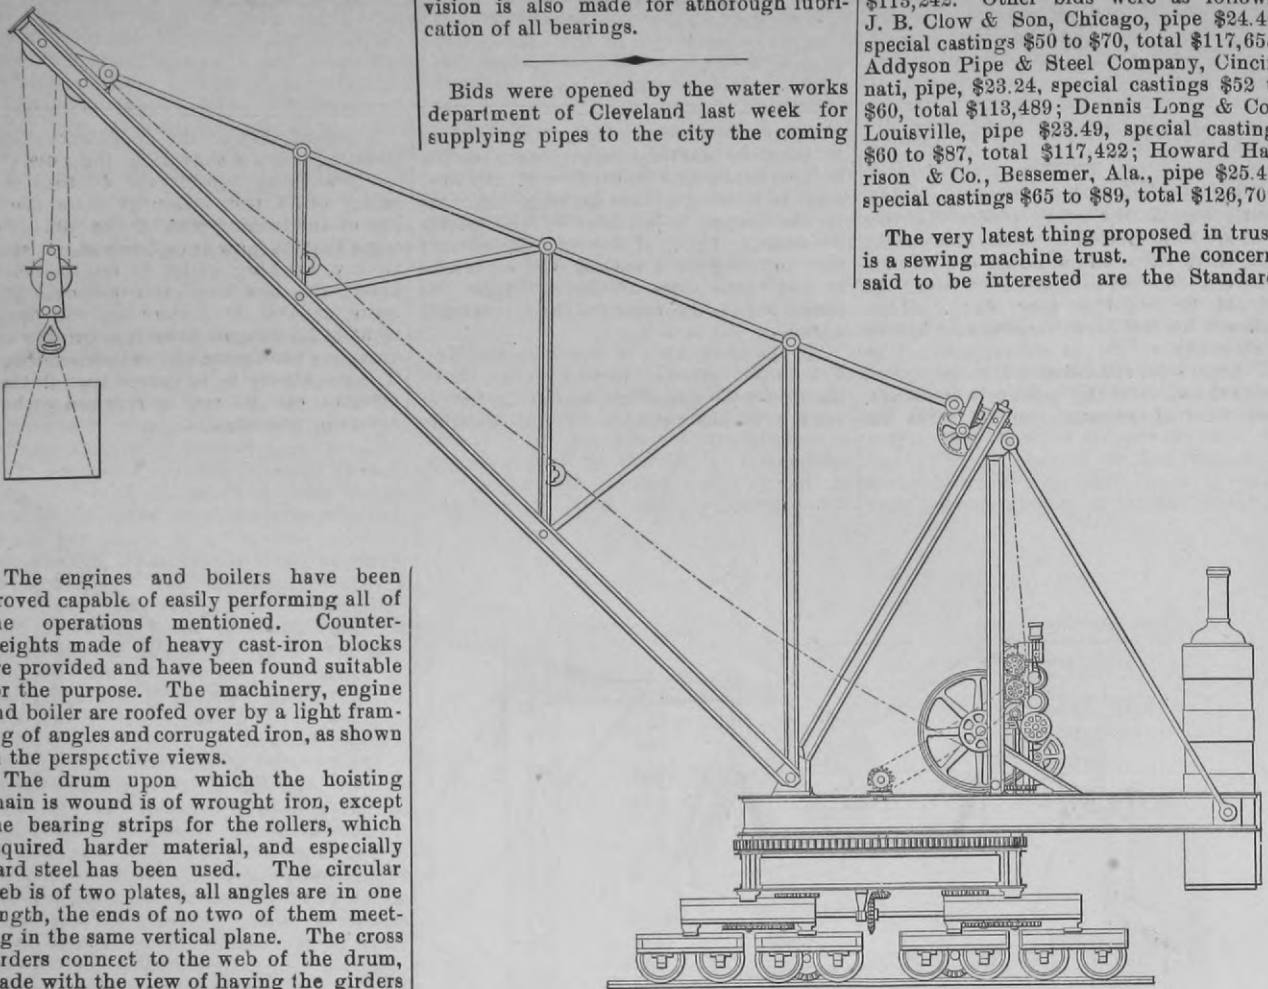 vision is also made for athorough lubri-
cation of all bearings.
Bids were opened by the water works
department of Cleveland last week for
supplying pipes to the city the coming
$113,242. Other bids were as follow
J. B. Clow & Son, Chicago, pipe $24.4
special castings $50 to $70, total $117,65
Addyson Pipe & Steel Company, Cinci
nati, pipe, $23.24, special castings $52
$60, total $113,489; Dennis Long & Co
Louisville, pipe $23.49, special casting
$60 to $87, total $117,422; Howard Ha
rison & Co., Bessemer, Ala., pipe $25.4
special castings $65 to $89, total $126,70
The very latest thing proposed in trus
is a sewing machine trust. The concern
said to be interested are the Standard
The engines and boilers have been
roved capable of easily performing all of
he operations mentioned. Counter-
eights made of heavy cast-iron blocks
re provided and have been found suitable
or the purpose. The machinery, engine
nd boiler are roofed over by a light fram-
g of angles and corrugated iron, as shown
the perspective views.
The drum upon which the hoisting
hain is wound is of wrought iron, except
he bearing strips for the rollers, which
quired harder material, and especially
ard steel has been used. The circular
eb is of two plates, all angles are in one
ngth, the ends of no two of them meet-
g in the same vertical plane. The cross
rders connect to the web of the drum,
ade with the view of having the girders